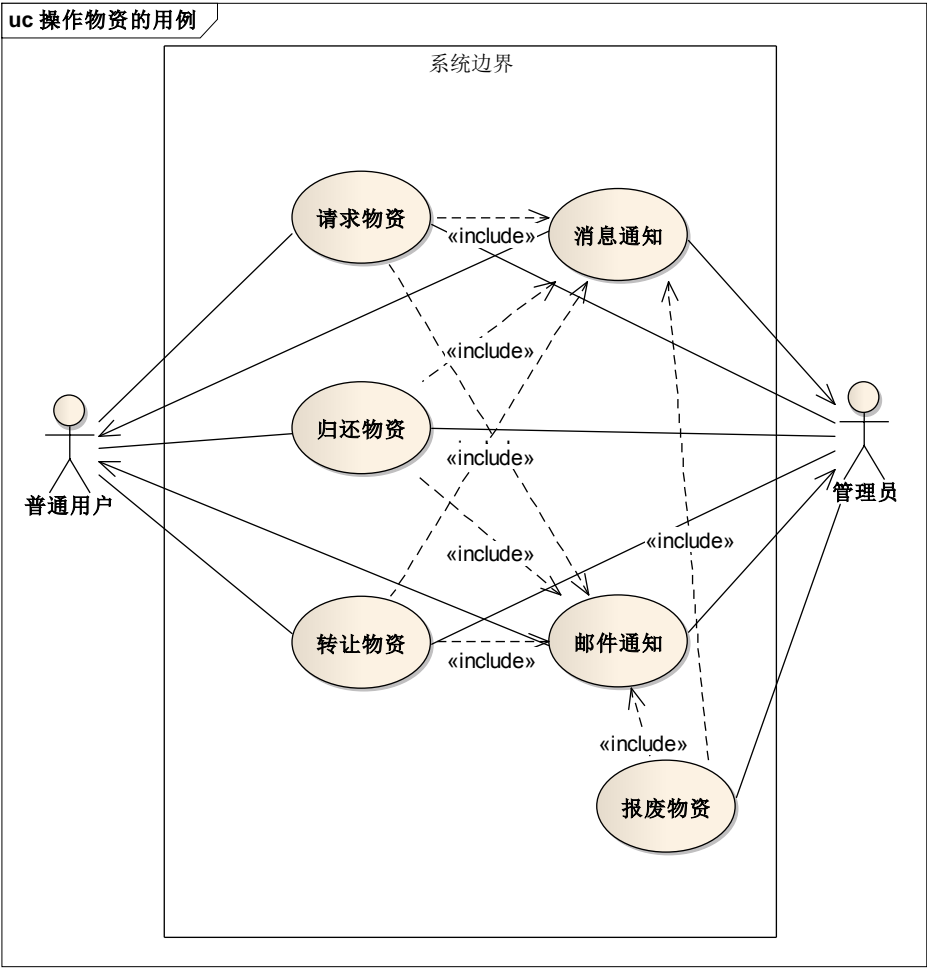 uc 操作物资的用例
系统边界
请求物资
消息通知
«include»
«include»
归还物资
«include»
普通用户
管理员
«include»
«include»
转让物资
邮件通知
«include»
«include»
报废物资